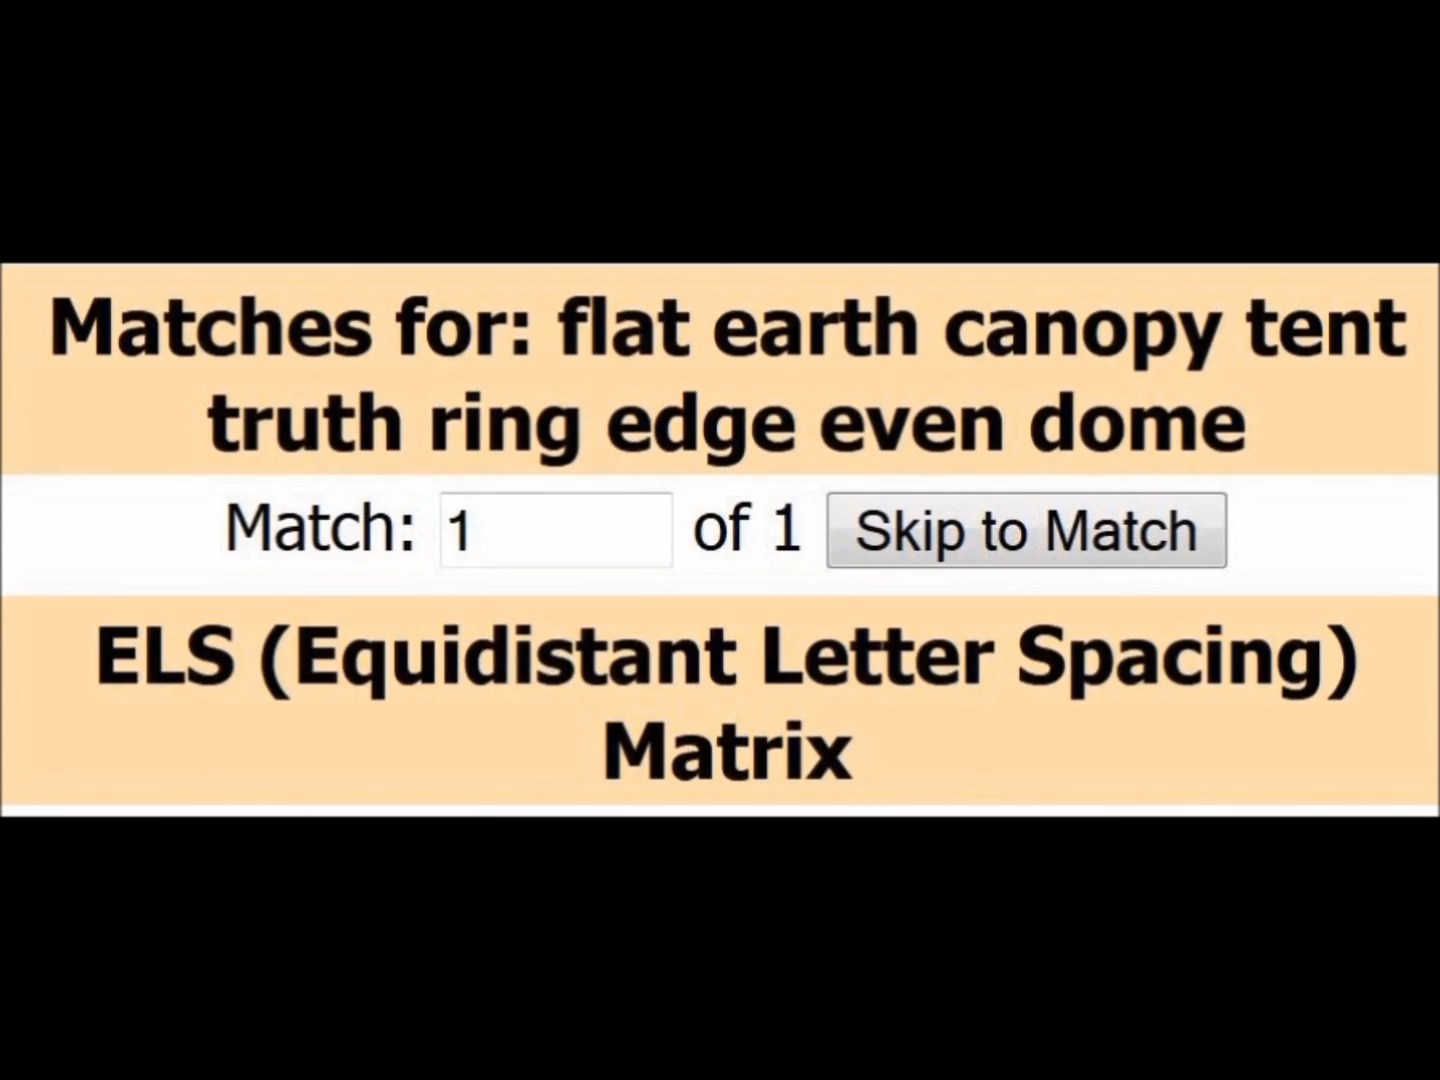 Matches for: flat earth canopy tent
truth ring edge even dome
Match: 1 of 1 Skip to Match
ELS (Equidistant Letter Spacing)
Matrix